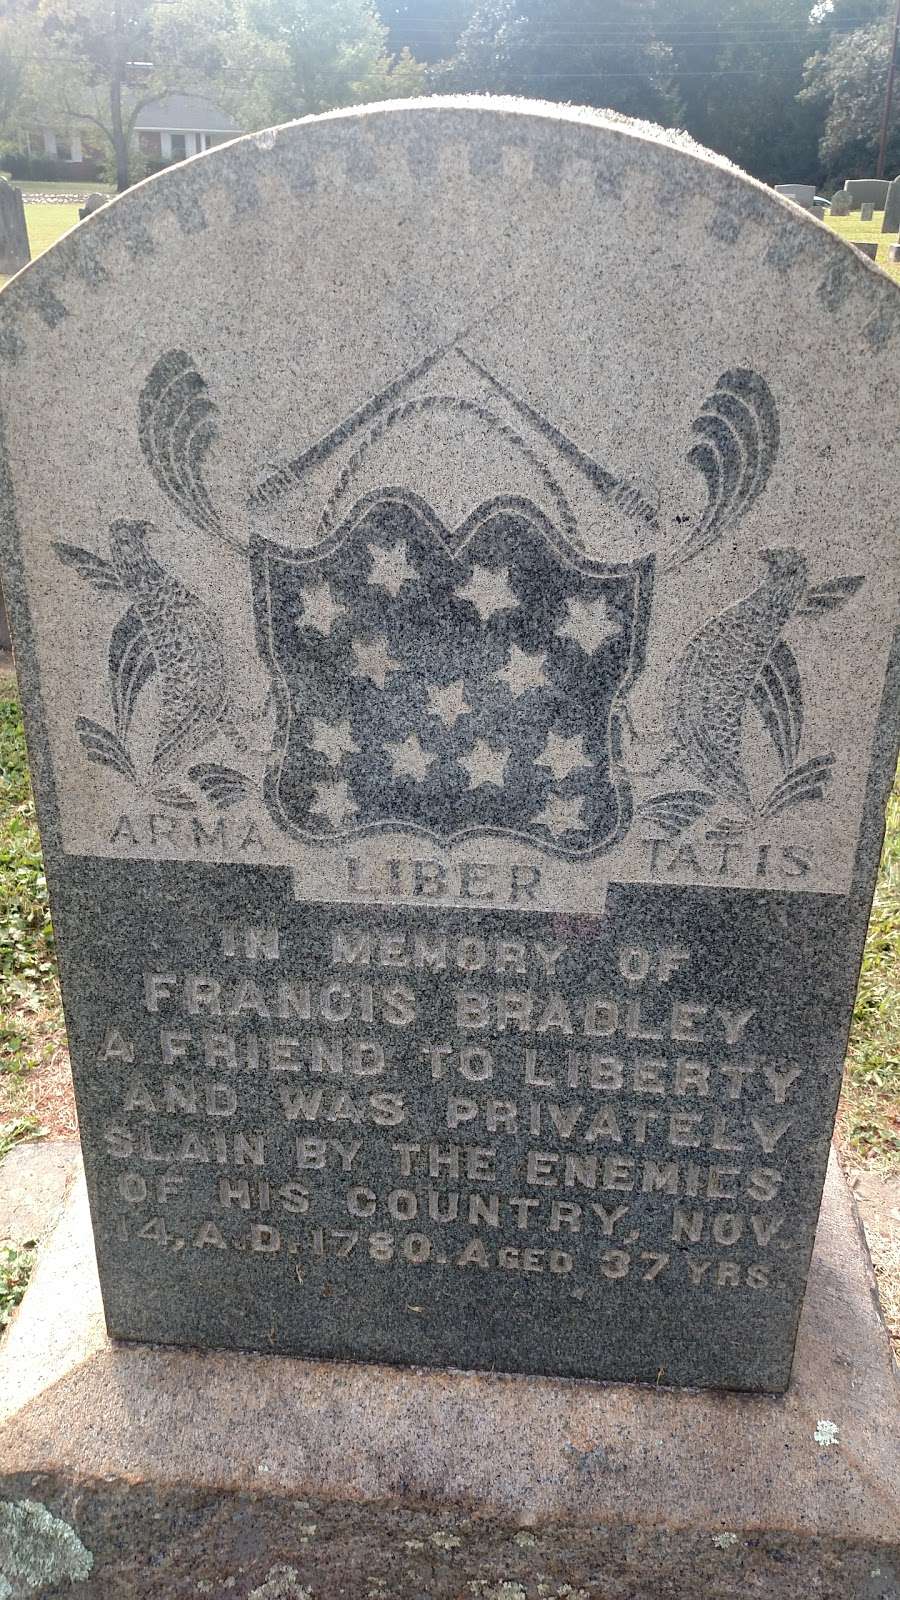 ARMA LIBER TATIS
IN MEMORY OF
FRANCIS BRADLEY
A FRIEND TO LIBERTY
AND WAS PRIVATELY
SLAIN BY THE ENEMIES
OF HIS COUNTRY, NOV.
14, A.D. 1780. AGED 37 YRS.